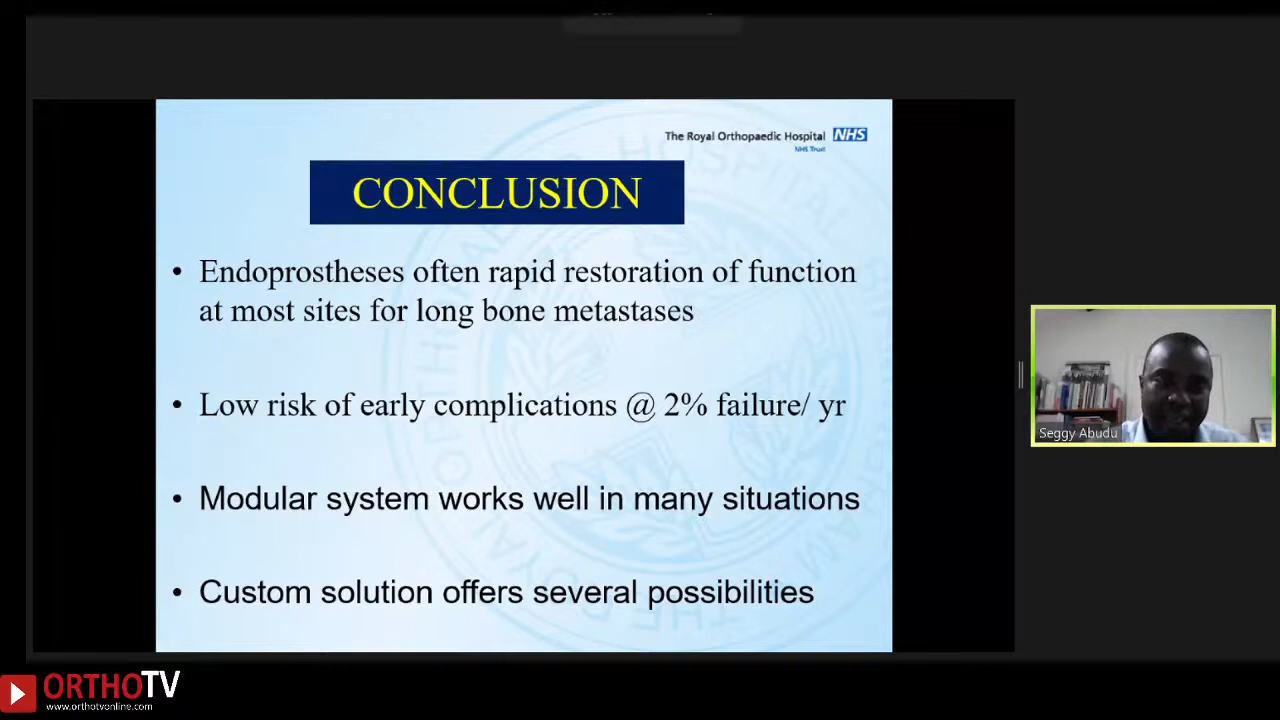 The Royal Orthopaedic Hospital NHS
NHS Trust
CONCLUSION
• Endoprostheses often rapid restoration of function
at most sites for long bone metastases
• Low risk of early complications @ 2% failure/ yr
• Modular system works well in many situations
• Custom solution offers several possibilities
Seggy Abudu
ORTHOTV
www.orthotvonline.com